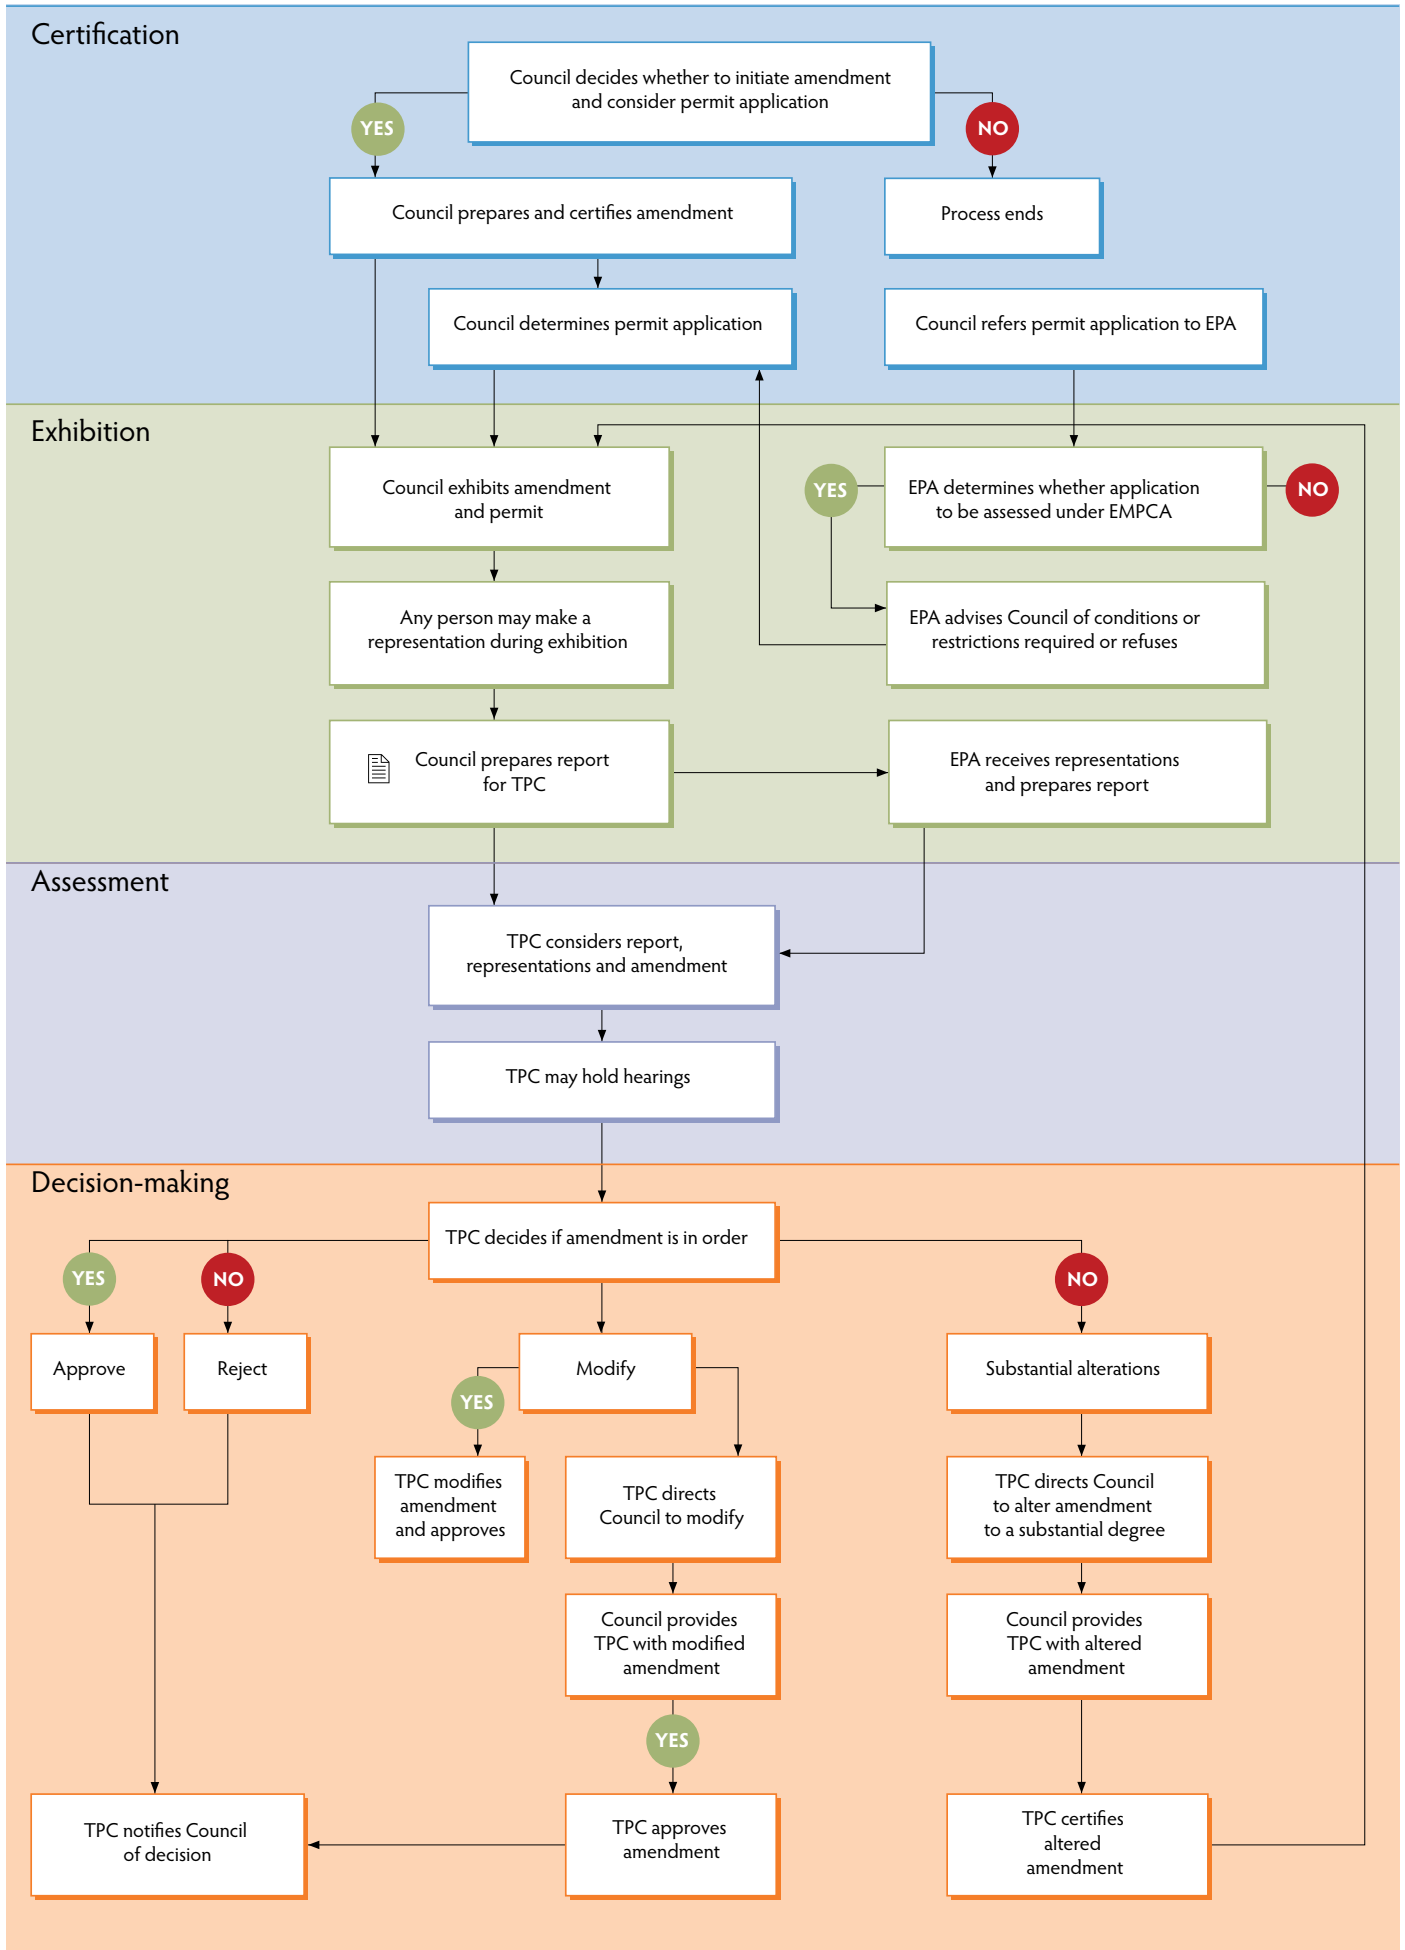 Certification
Council decides whether to initiate amendment
and consider permit application
YES
NO
Council prepares and certifies amendment
Process ends
Council determines permit application
Council refers permit application to EPA
Exhibition
Council exhibits amendment
and permit
YES
EPA determines whether application
to be assessed under EMPCA
NO
Any person may make a
representation during exhibition
EPA advises Council of conditions or
restrictions required or refuses
Council prepares report
for TPC
EPA receives representations
and prepares report
Assessment
TPC considers report,
representations and amendment
TPC may hold hearings
Decision-making
TPC decides if amendment is in order
YES
NO
NO
Approve
Reject
Modify
Substantial alterations
YES
TPC modifies
amendment
and approves
TPC directs
Council to modify
TPC directs Council
to alter amendment
to a substantial degree
Council provides
TPC with modified
amendment
Council provides
TPC with altered
amendment
YES
TPC notifies Council
of decision
TPC approves
amendment
TPC certifies
altered
amendment